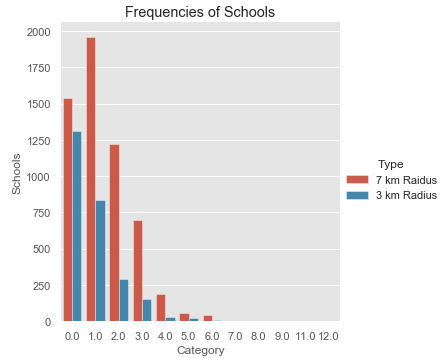 Frequencies of Schools
2000
1750
1500
1250
1000
750
500
250
0
Schools
0.0 1.0 2.0 3.0 4.0 5.0 6.0 7.0 8.0 9.0 11.0 12.0
Category
Type
7 km Raidus
3 km Radius